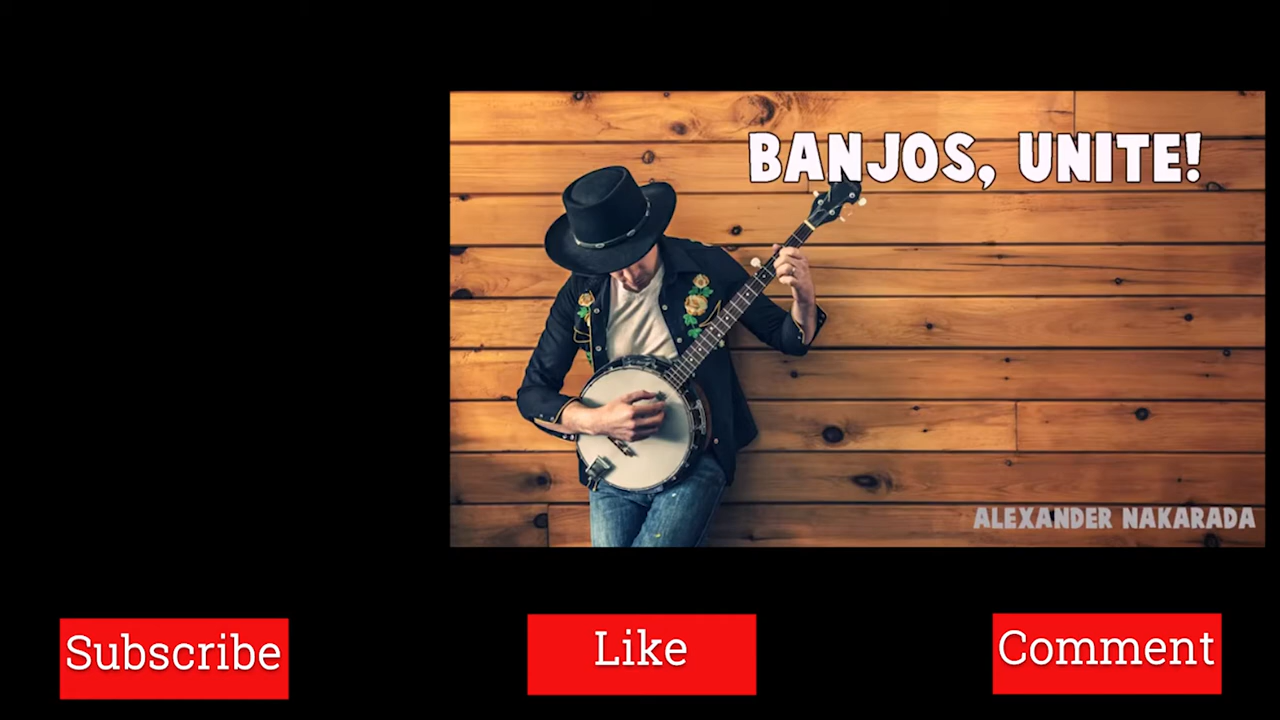 BANJOS, UNITE!
ALEXANDER NAKARADA
Subscribe
Like
Comment